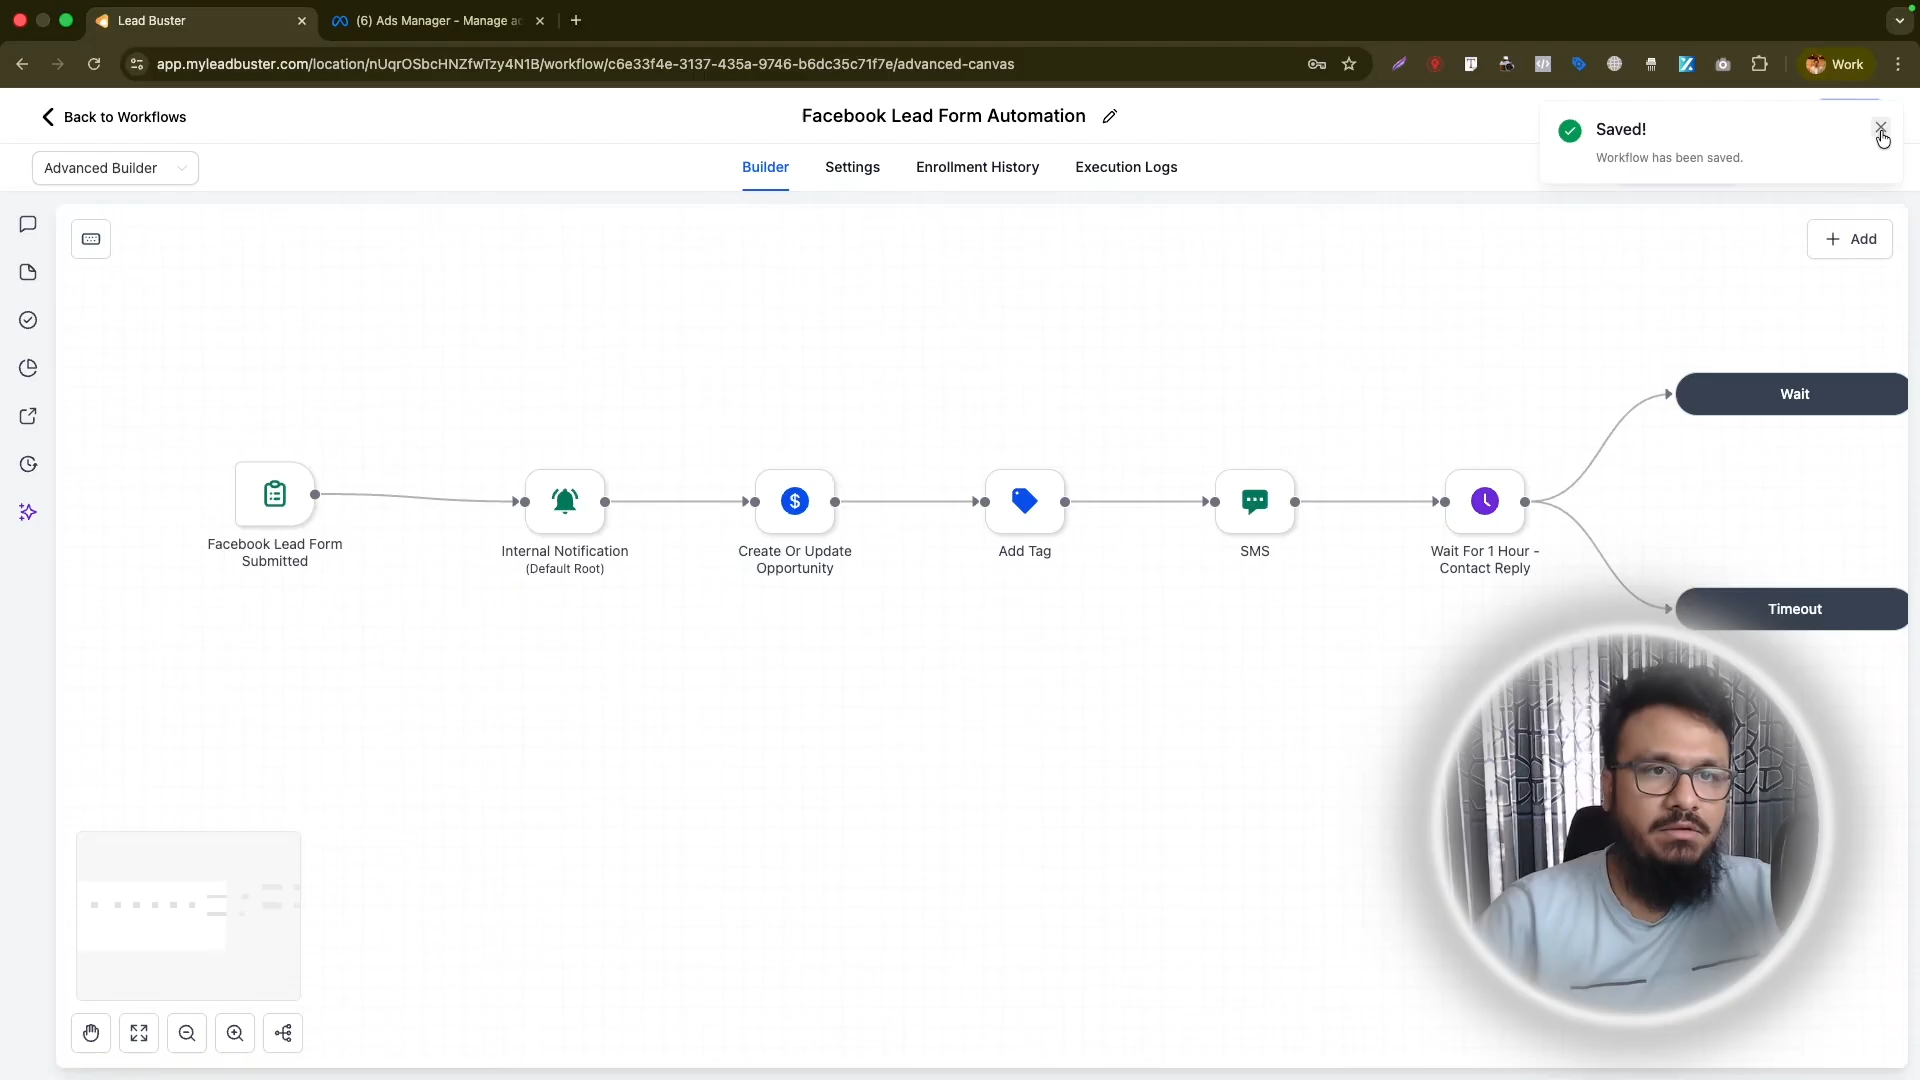 Lead Buster
(6) Ads Manager - Manage a
app.myleadbuster.com/location/nUqrOSbcHNZfwTzy4N1B/workflow/c6e33f4e-3137-435a-9746-b6dc35c71f7e/advanced-canvas
Work
Back to Workflows
Facebook Lead Form Automation
Saved!
Workflow has been saved.
Advanced Builder
Builder
Settings
Enrollment History
Execution Logs
Add
Wait
Facebook Lead Form
Submitted
Internal Notification
(Default Root)
Create Or Update
Opportunity
Add Tag
SMS
Wait For 1 Hour -
Contact Reply
Timeout